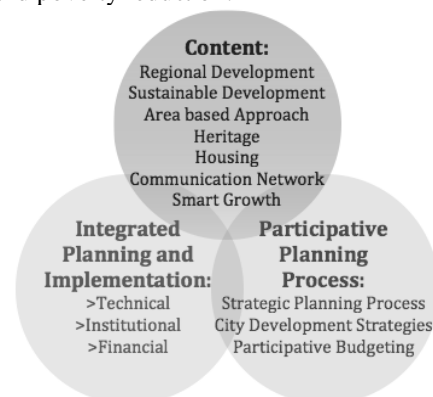 Content:
Regional Development
Sustainable Development
Area based Approach
Heritage
Housing
Communication Network
Smart Growth
Integrated
Planning and
Implementation:
>Technical
>Institutional
>Financial
Participative
Planning
Process:
Strategic Planning Process
City Development Strategies
Participative Budgeting